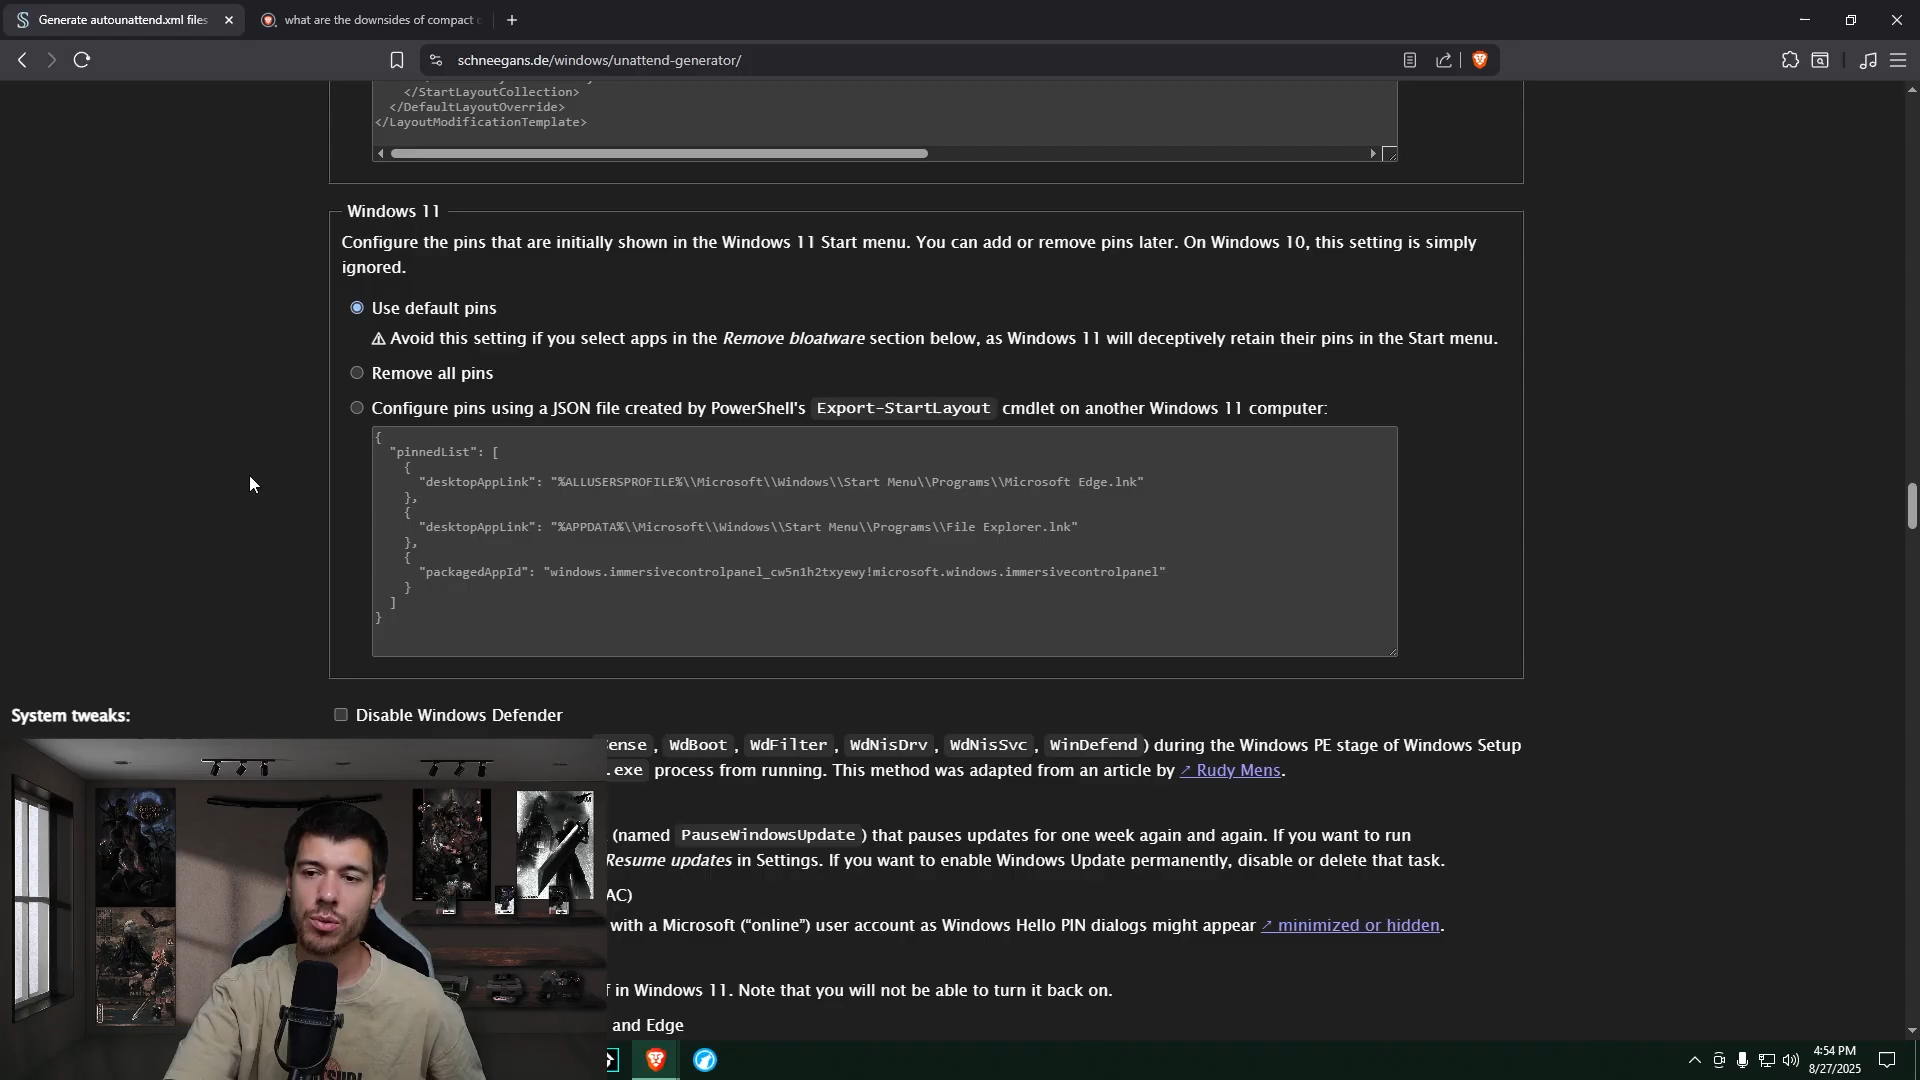 Generate autounattend.xml files
what are the downsides of compact
schneegans.de/windows/unattend-generator/
</StartLayoutCollection>
</DefaultLayoutOverride>
</LayoutModificationTemplate>
Windows 11
Configure the pins that are initially shown in the Windows 11 Start menu. You can add or remove pins later. On Windows 10, this setting is simply
ignored.
Use default pins
⚠ Avoid this setting if you select apps in the Remove bloatware section below, as Windows 11 will deceptively retain their pins in the Start menu.
Remove all pins
Configure pins using a JSON file created by PowerShell's Export-StartLayout cmdlet on another Windows 11 computer:
{
"pinnedList": [
{
"desktopAppLink": "%ALLUSERSPROFILE%\\Microsoft\\Windows\\Start Menu\\Programs\\Microsoft Edge.lnk"
},
{
"desktopAppLink": "%APPDATA%\\Microsoft\\Windows\\Start Menu\\Programs\\File Explorer.lnk"
},
{
"packagedAppId": "windows.immersivecontrolpanel_cw5n1h2txyewy!microsoft.windows.immersivecontrolpanel"
}
]
}
System tweaks:
Disable Windows Defender
Sense, WdBoot, WdFilter, WdNisDrv, WdNisSvc, WinDefend) during the Windows PE stage of Windows Setup
.exe process from running. This method was adapted from an article by ↗ Rudy Mens.
(named PauseWindowsUpdate) that pauses updates for one week again and again. If you want to run
Resume updates in Settings. If you want to enable Windows Update permanently, disable or delete that task.
AC)
with a Microsoft (“online”) user account as Windows Hello PIN dialogs might appear ↗ minimized or hidden.
f in Windows 11. Note that you will not be able to turn it back on.
and Edge
4:54 PM
8/27/2025